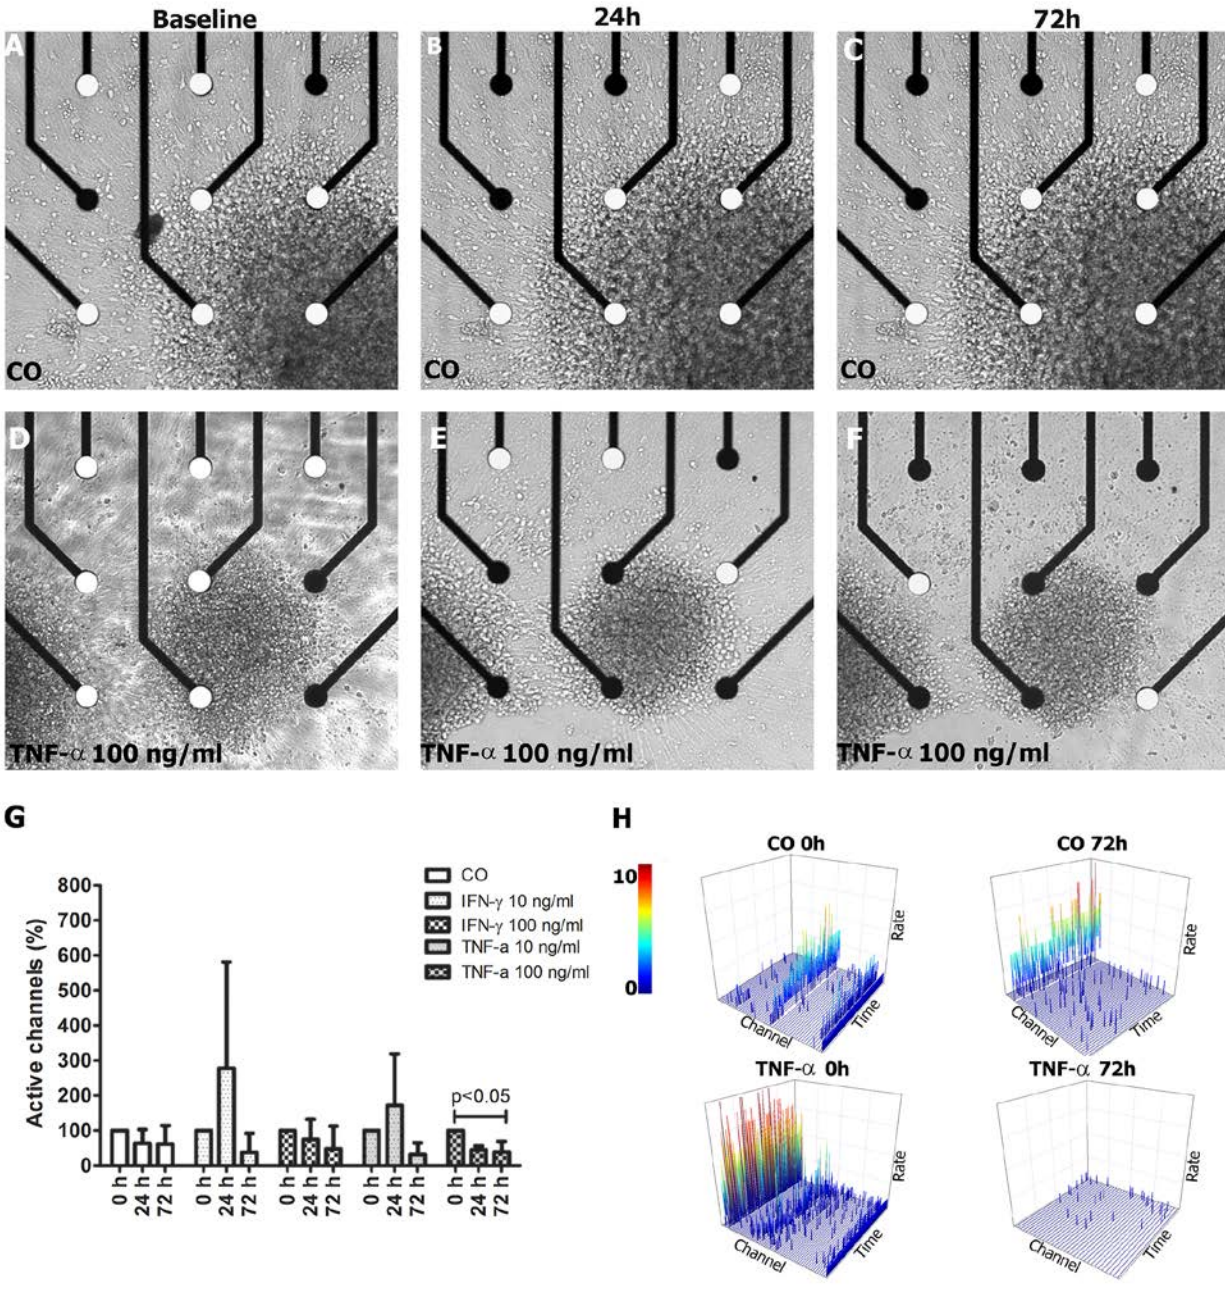 Baseline
24h
72h
A
B
C
CO
CO
CO
D
E
F
TNF-α 100 ng/ml
TNF-α 100 ng/ml
TNF-α 100 ng/ml
G
Active channels (%)
800
700
600
500
400
300
200
100
0
0 h
24 h
72 h
0 h
24 h
72 h
0 h
24 h
72 h
0 h
24 h
72 h
0 h
24 h
72 h
p<0.05
CO
IFN-γ 10 ng/ml
IFN-γ 100 ng/ml
TNF-a 10 ng/ml
TNF-a 100 ng/ml
H
10
0
CO 0h
Rate
Channel
Time
CO 72h
Rate
Channel
Time
TNF-α 0h
Rate
Channel
Time
TNF-α 72h
Rate
Channel
Time